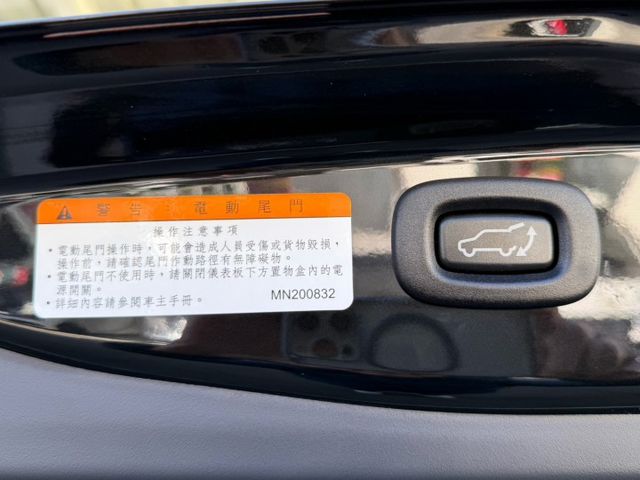 警告:電動尾門
操作注意事項
•電動尾門操作時,可能會造成人員受傷或貨物毀損,
操作前,請確認尾門作動路徑有無障礙物。
•電動尾門不使用時,請關閉儀表板下方置物盒內的電
源開關。
•詳細內容請參閱車主手冊。
MN200832